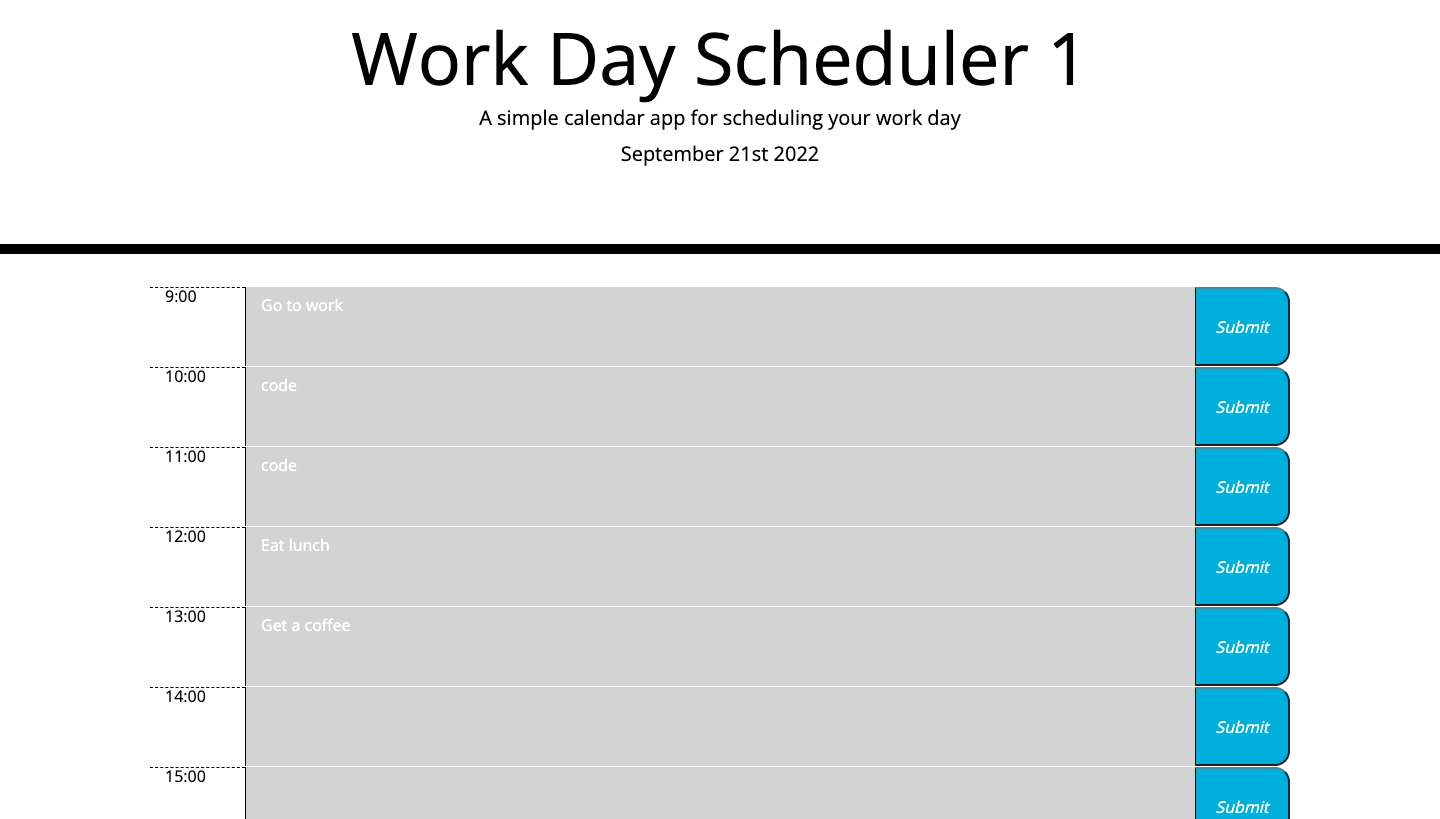 Work Day Scheduler 1
A simple calendar app for scheduling your work day
September 21st 2022
9:00 Go to work Submit
10:00 code Submit
11:00 code Submit
12:00 Eat lunch Submit
13:00 Get a coffee Submit
14:00 Submit
15:00 Submit